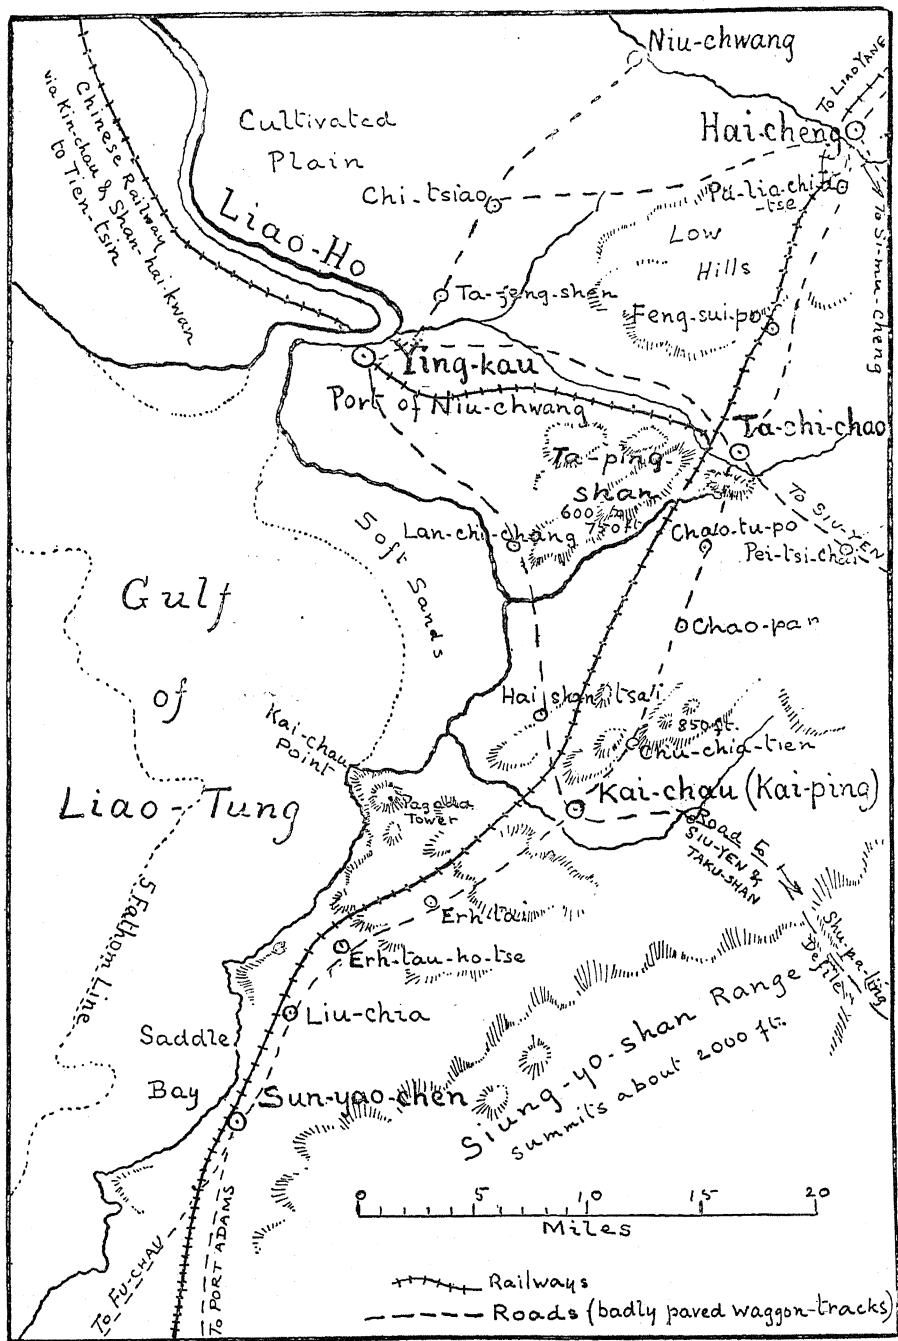 Niu-chwang
To LIAO YANG
Hai-cheng
Cultivated
Plain
Chinese Railway
via Kin-chau & Shan-hai-kwan
to Tien-tsin
Liao-Ho
Chi-tsiao
Pa-lia-chi
-tse
To Si-mu-cheng
Low
Hills
Ta-jeng-shen
Feng-sui-po
Ying-kau
Port of Niu-chwang
Ta-chi-chao
Ta-ping-
shan
600 to
750 ft.
To SIU-YEN
Lan-chi-chang
Chao-tu-po
Pei-tsi-chai
Soft Sands
Gulf
of
Liao-Tung
Chao-pan
Hai shan tsai
Kai-chau
Point
850 ft.
Chu-chia-tien
Kai-chau (Kai-ping)
Pagoda
Tower
Road to
SIU-YEN &
TAKU-SHAN
5 Fathom Line
Erh-tai
Shu-pa-ling
Defile
Erh-tau-ho-tse
Liu-chia
Saddle
Bay
Siung-yo-shan Range
summits about 2000 ft.
Sun-yao-chen
0 5 10 15 20
Miles
To FU-CHAU
To PORT ADAMS
Railways
Roads (badly paved waggon-tracks)